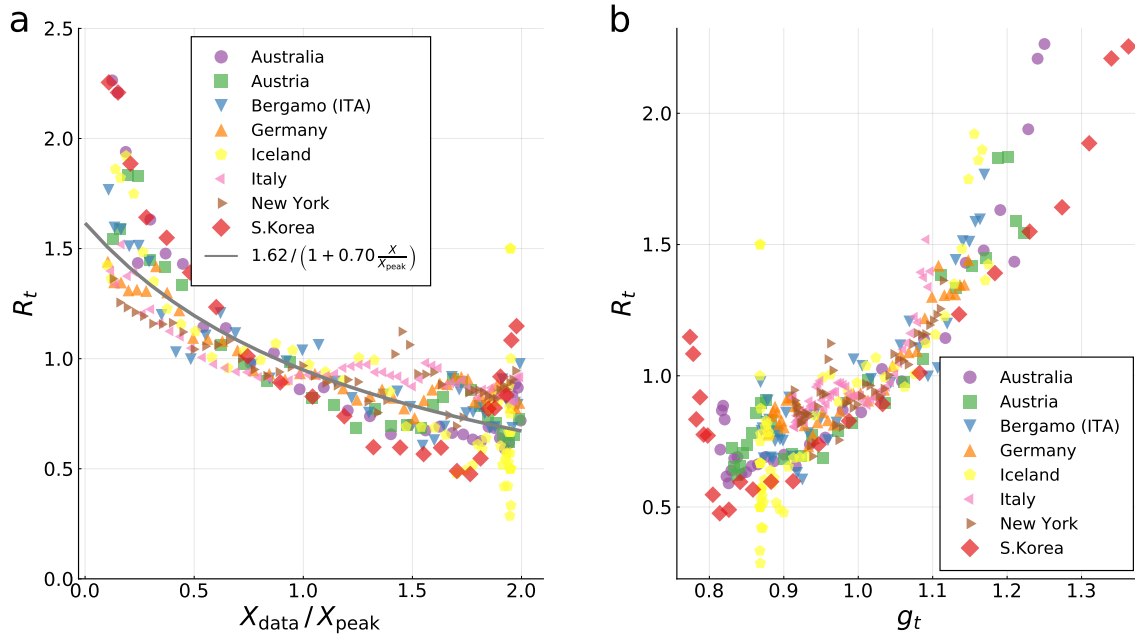 a
2.5
2.0
1.5
1.0
0.5
0.0
R_t
0.0 0.5 1.0 1.5 2.0
X_data / X_peak
Australia
Austria
Bergamo (ITA)
Germany
Iceland
Italy
New York
S.Korea
1.62 / (1 + 0.70 X/X_peak)
b
2.0
1.5
1.0
0.5
R_t
0.8 0.9 1.0 1.1 1.2 1.3
g_t
Australia
Austria
Bergamo (ITA)
Germany
Iceland
Italy
New York
S.Korea